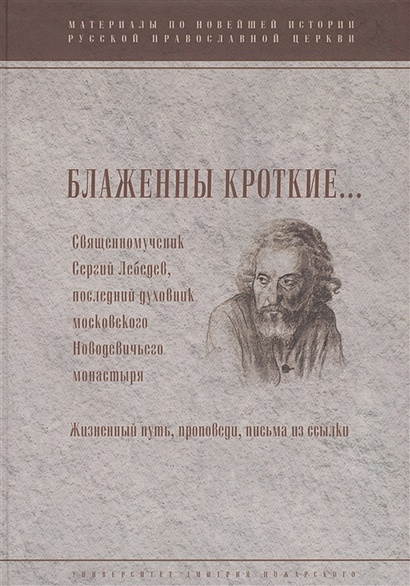 МАТЕРИАЛЫ ПО НОВЕЙШЕЙ ИСТОРИИ
РУССКОЙ ПРАВОСЛАВНОЙ ЦЕРКВИ
БЛАЖЕННЫ КРОТКИЕ...
Священномученик
Сергий Лебедев,
последний духовник
московского
Новодевичьего
монастыря
Жизненный путь, проповеди, письма из ссылки
УНИВЕРСИТЕТ ДМИТРИЯ ПОЖАРСКОГО